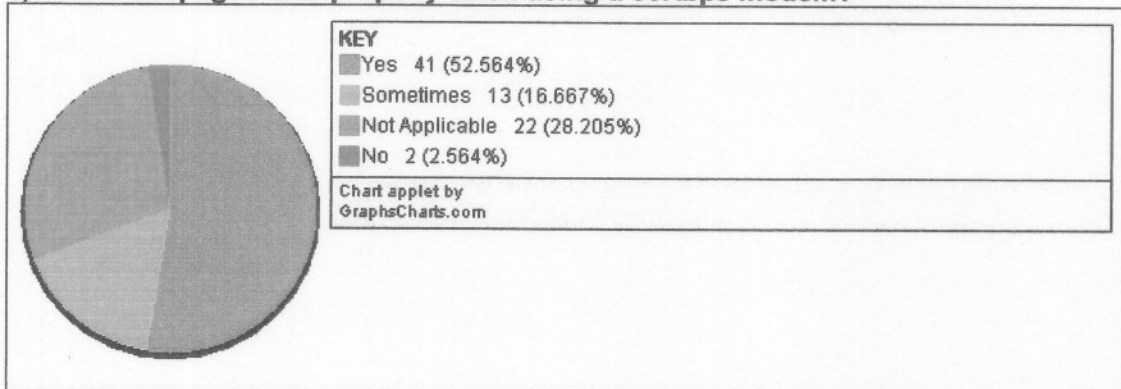 KEY
Yes 41 (52.564%)
Sometimes 13 (16.667%)
Not Applicable 22 (28.205%)
No 2 (2.564%)
Chart applet by
GraphsCharts.com